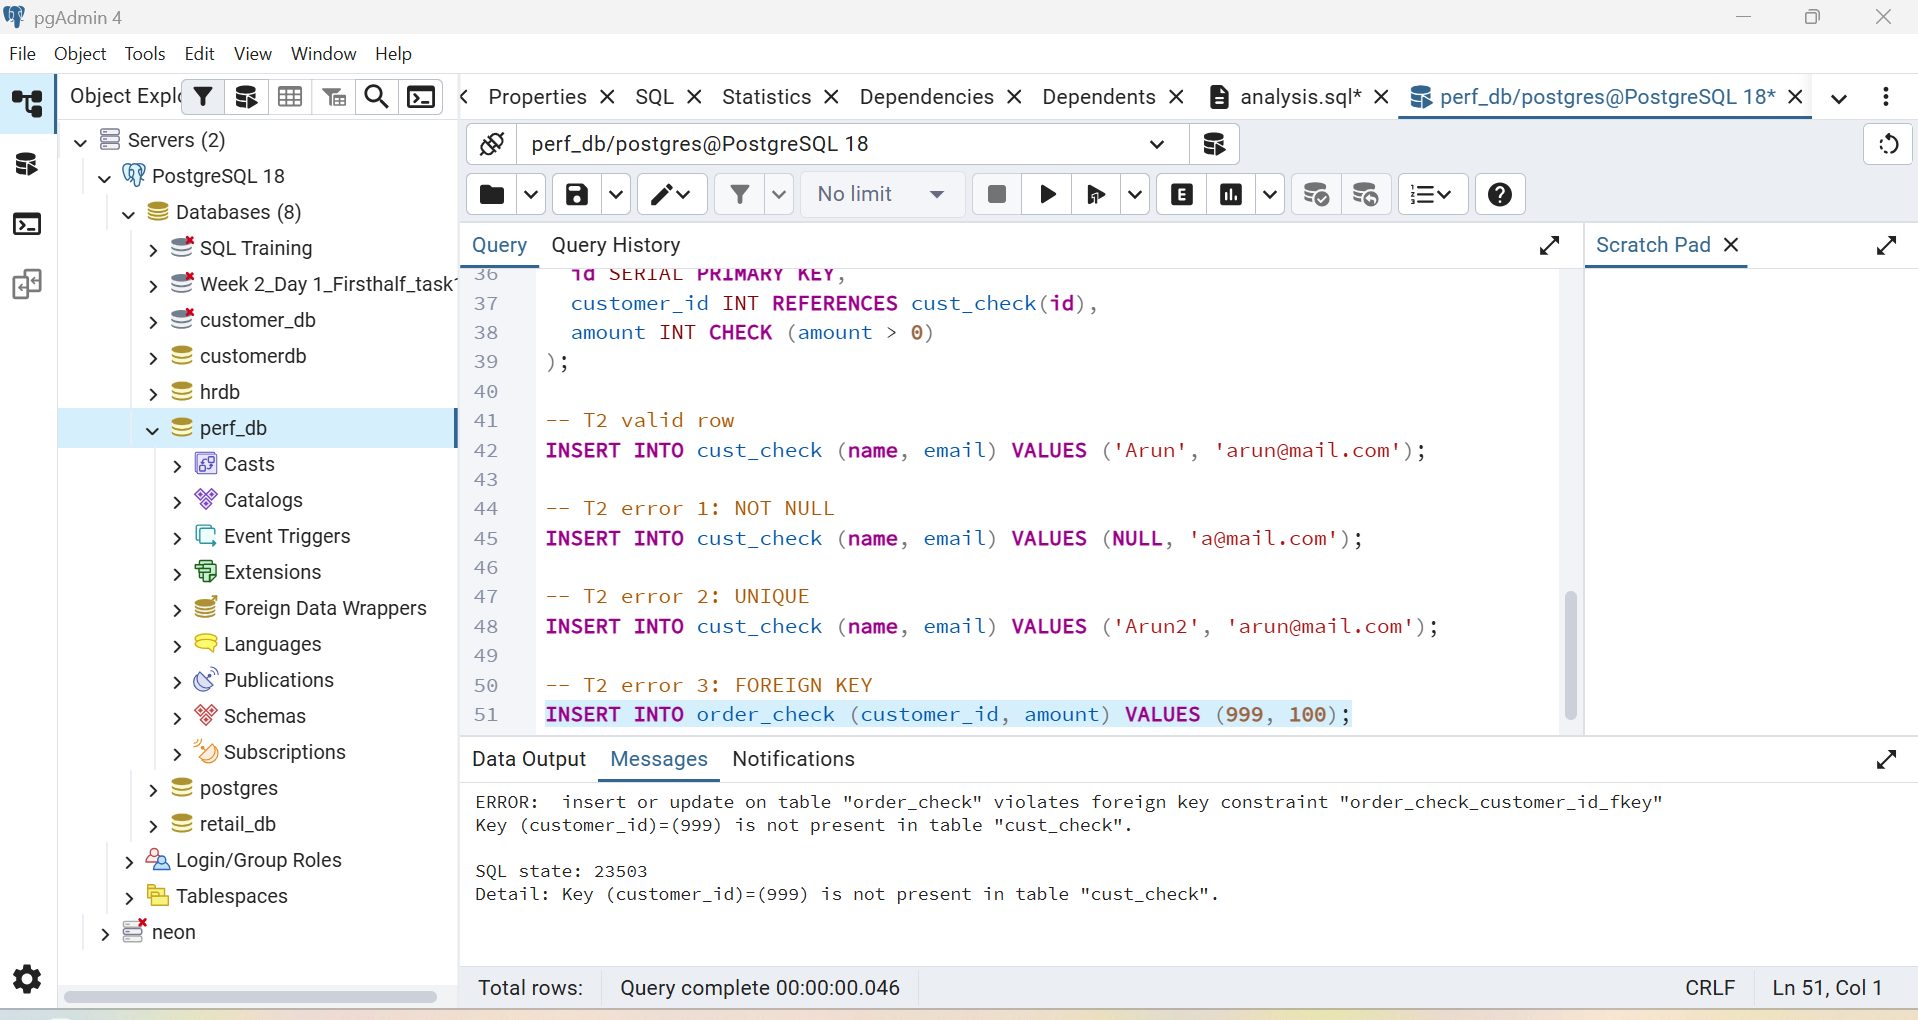 pgAdmin 4
File Object Tools Edit View Window Help
Object Explo
Properties SQL Statistics Dependencies Dependents analysis.sql* perf_db/postgres@PostgreSQL 18*
Servers (2)
PostgreSQL 18
Databases (8)
SQL Training
Week 2_Day 1_Firsthalf_task
customer_db
customerdb
hrdb
perf_db
Casts
Catalogs
Event Triggers
Extensions
Foreign Data Wrappers
Languages
Publications
Schemas
Subscriptions
postgres
retail_db
Login/Group Roles
Tablespaces
neon
perf_db/postgres@PostgreSQL 18
No limit
E
Query Query History
Scratch Pad
36 id SERIAL PRIMARY KEY,
37 customer_id INT REFERENCES cust_check(id),
38 amount INT CHECK (amount > 0)
39 );
40
41 -- T2 valid row
42 INSERT INTO cust_check (name, email) VALUES ('Arun', 'arun@mail.com');
43
44 -- T2 error 1: NOT NULL
45 INSERT INTO cust_check (name, email) VALUES (NULL, 'a@mail.com');
46
47 -- T2 error 2: UNIQUE
48 INSERT INTO cust_check (name, email) VALUES ('Arun2', 'arun@mail.com');
49
50 -- T2 error 3: FOREIGN KEY
51 INSERT INTO order_check (customer_id, amount) VALUES (999, 100);
Data Output Messages Notifications
ERROR:  insert or update on table "order_check" violates foreign key constraint "order_check_customer_id_fkey"
Key (customer_id)=(999) is not present in table "cust_check".
SQL state: 23503
Detail: Key (customer_id)=(999) is not present in table "cust_check".
Total rows: Query complete 00:00:00.046 CRLF Ln 51, Col 1